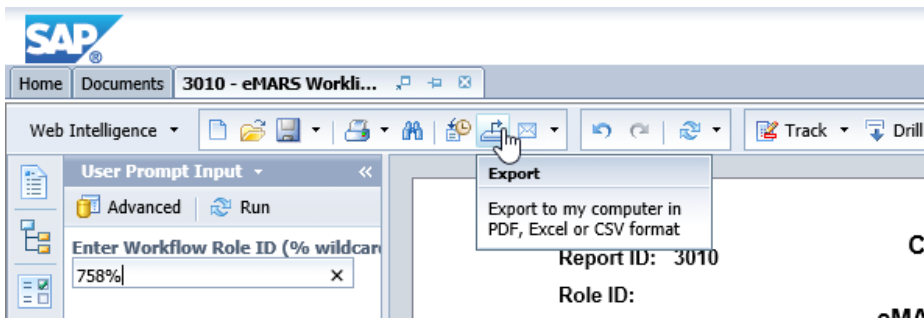 SAP
Home Documents 3010 - eMARS Workli...
Web Intelligence Track Drill
User Prompt Input «
Export
Advanced Run
Export to my computer in
PDF, Excel or CSV format
Enter Workflow Role ID (% wildcar
758% ×
Report ID: 3010
Role ID: